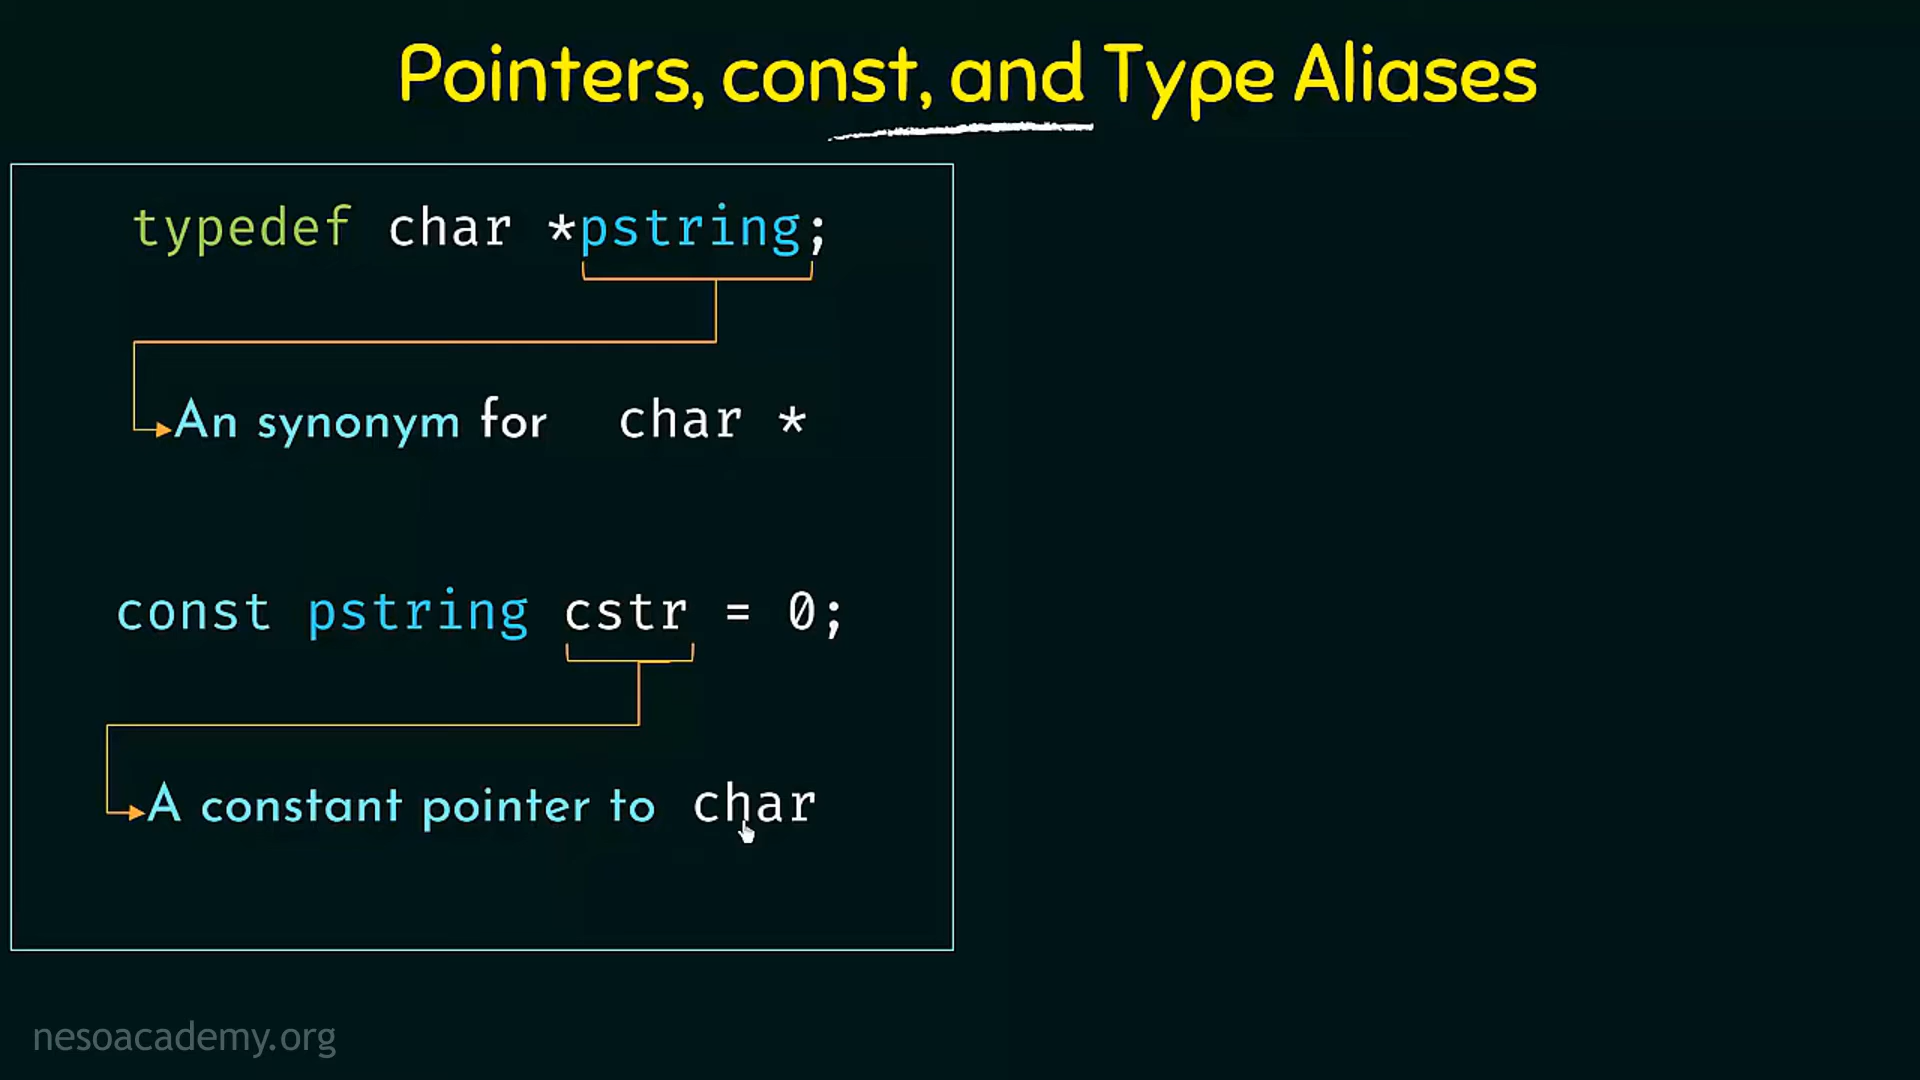 Pointers, const, and Type Aliases
typedef char *pstring;
An synonym for char *
const pstring cstr = 0;
A constant pointer to char
nesoacademy.org